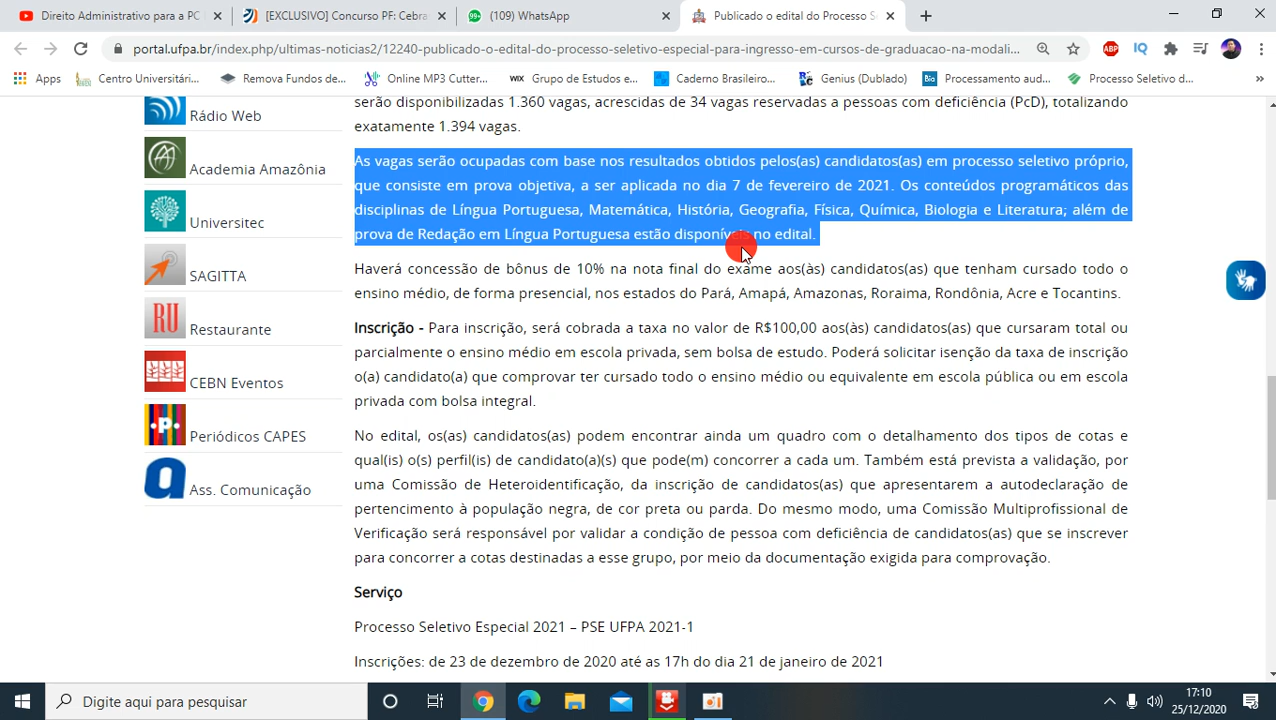 Direito Administrativo para a PC
[EXCLUSIVO] Concurso PF: Cebra
(109) WhatsApp
Publicado o edital do Processo Se
portal.ufpa.br/index.php/ultimas-noticias2/12240-publicado-o-edital-do-processo-seletivo-especial-para-ingresso-em-cursos-de-graduacao-na-modali...
ABP
IQ
Apps
Centro Universitári...
Remova Fundos de...
Online MP3 Cutter...
WIX Grupo de Estudos e...
Caderno Brasileiro...
Genius (Dublado)
Bio Processamento aud...
Processo Seletivo d...
»
serão disponibilizadas 1.360 vagas, acrescidas de 34 vagas reservadas a pessoas com deficiência (PcD), totalizando
exatamente 1.394 vagas.
As vagas serão ocupadas com base nos resultados obtidos pelos(as) candidatos(as) em processo seletivo próprio,
que consiste em prova objetiva, a ser aplicada no dia 7 de fevereiro de 2021. Os conteúdos programáticos das
disciplinas de Língua Portuguesa, Matemática, História, Geografia, Física, Química, Biologia e Literatura; além de
prova de Redação em Língua Portuguesa estão disponíveis no edital.
Haverá concessão de bônus de 10% na nota final do exame aos(às) candidatos(as) que tenham cursado todo o
ensino médio, de forma presencial, nos estados do Pará, Amapá, Amazonas, Roraima, Rondônia, Acre e Tocantins.
Inscrição - Para inscrição, será cobrada a taxa no valor de R$100,00 aos(às) candidatos(as) que cursaram total ou
parcialmente o ensino médio em escola privada, sem bolsa de estudo. Poderá solicitar isenção da taxa de inscrição
o(a) candidato(a) que comprovar ter cursado todo o ensino médio ou equivalente em escola pública ou em escola
privada com bolsa integral.
No edital, os(as) candidatos(as) podem encontrar ainda um quadro com o detalhamento dos tipos de cotas e
qual(is) o(s) perfil(is) de candidato(a)(s) que pode(m) concorrer a cada um. Também está prevista a validação, por
uma Comissão de Heteroidentificação, da inscrição de candidatos(as) que apresentarem a autodeclaração de
pertencimento à população negra, de cor preta ou parda. Do mesmo modo, uma Comissão Multiprofissional de
Verificação será responsável por validar a condição de pessoa com deficiência de candidatos(as) que se inscrever
para concorrer a cotas destinadas a esse grupo, por meio da documentação exigida para comprovação.
Serviço
Processo Seletivo Especial 2021 – PSE UFPA 2021-1
Inscrições: de 23 de dezembro de 2020 até as 17h do dia 21 de janeiro de 2021
Rádio Web
Academia Amazônia
Universitec
SAGITTA
RU Restaurante
CEBN Eventos
.P. Periódicos CAPES
a Ass. Comunicação
Digite aqui para pesquisar
17:10
25/12/2020